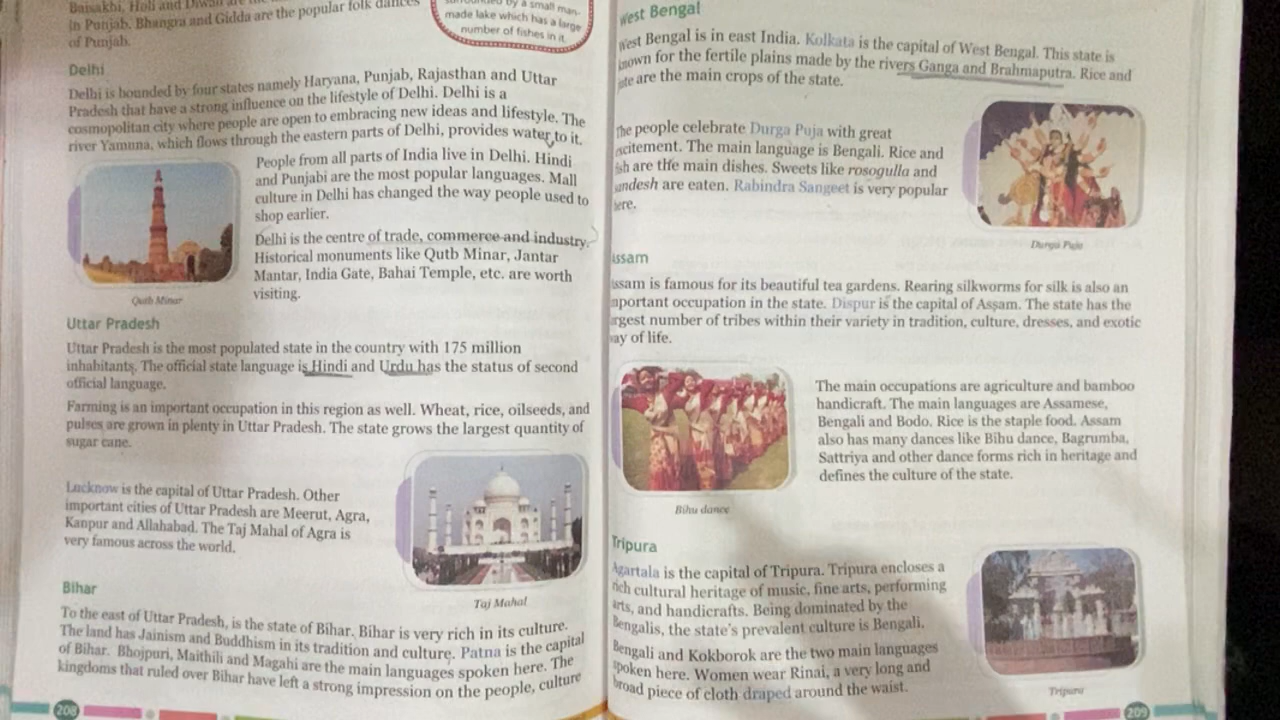 Baisakhi, Holi and Diwali are the
in Punjab. Bhangra and Gidda are the popular folk dances
of Punjab.
surrounded by a small man-
made lake which has a large
number of fishes in it.
Delhi
Delhi is bounded by four states namely Haryana, Punjab, Rajasthan and Uttar
Pradesh that have a strong influence on the lifestyle of Delhi. Delhi is a
cosmopolitan city where people are open to embracing new ideas and lifestyle. The
river Yamuna, which flows through the eastern parts of Delhi, provides water to it.
People from all parts of India live in Delhi. Hindi
and Punjabi are the most popular languages. Mall
culture in Delhi has changed the way people used to
shop earlier.
Delhi is the centre of trade, commerce and industry.
Historical monuments like Qutb Minar, Jantar
Mantar, India Gate, Bahai Temple, etc. are worth
visiting.
Qutb Minar
Uttar Pradesh
Uttar Pradesh is the most populated state in the country with 175 million
inhabitants. The official state language is Hindi and Urdu has the status of second
official language.
Farming is an important occupation in this region as well. Wheat, rice, oilseeds, and
pulses are grown in plenty in Uttar Pradesh. The state grows the largest quantity of
sugar cane.
Lucknow is the capital of Uttar Pradesh. Other
important cities of Uttar Pradesh are Meerut, Agra,
Kanpur and Allahabad. The Taj Mahal of Agra is
very famous across the world.
Taj Mahal
Bihar
To the east of Uttar Pradesh, is the state of Bihar. Bihar is very rich in its culture.
The land has Jainism and Buddhism in its tradition and culture. Patna is the capital
of Bihar. Bhojpuri, Maithili and Magahi are the main languages spoken here. The
kingdoms that ruled over Bihar have left a strong impression on the people, culture
208
West Bengal
West Bengal is in east India. Kolkata is the capital of West Bengal. This state is
known for the fertile plains made by the rivers Ganga and Brahmaputra. Rice and
jute are the main crops of the state.
The people celebrate Durga Puja with great
excitement. The main language is Bengali. Rice and
fish are the main dishes. Sweets like rosogulla and
sandesh are eaten. Rabindra Sangeet is very popular
here.
Durga Puja
Assam
Assam is famous for its beautiful tea gardens. Rearing silkworms for silk is also an
important occupation in the state. Dispur is the capital of Assam. The state has the
largest number of tribes within their variety in tradition, culture, dresses, and exotic
way of life.
The main occupations are agriculture and bamboo
handicraft. The main languages are Assamese,
Bengali and Bodo. Rice is the staple food. Assam
also has many dances like Bihu dance, Bagrumba,
Sattriya and other dance forms rich in heritage and
defines the culture of the state.
Bihu dance
Tripura
Agartala is the capital of Tripura. Tripura encloses a
rich cultural heritage of music, fine arts, performing
arts, and handicrafts. Being dominated by the
Bengalis, the state's prevalent culture is Bengali.
Bengali and Kokborok are the two main languages
spoken here. Women wear Rinai, a very long and
broad piece of cloth draped around the waist.
Tripura
209